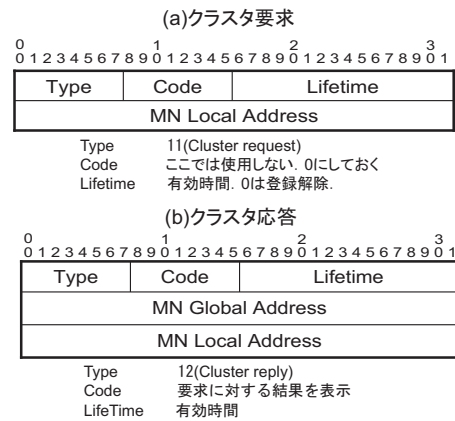 (a)クラスタ要求
0 1 2 3
0 1 2 3 4 5 6 7 8 9 0 1 2 3 4 5 6 7 8 9 0 1 2 3 4 5 6 7 8 9 0 1
Type Code Lifetime
MN Local Address
Type 11(Cluster request)
Code ここでは使用しない. 0にしておく
Lifetime 有効時間. 0は登録解除.
(b)クラスタ応答
0 1 2 3
0 1 2 3 4 5 6 7 8 9 0 1 2 3 4 5 6 7 8 9 0 1 2 3 4 5 6 7 8 9 0 1
Type Code Lifetime
MN Global Address
MN Local Address
Type 12(Cluster reply)
Code 要求に対する結果を表示
LifeTime 有効時間